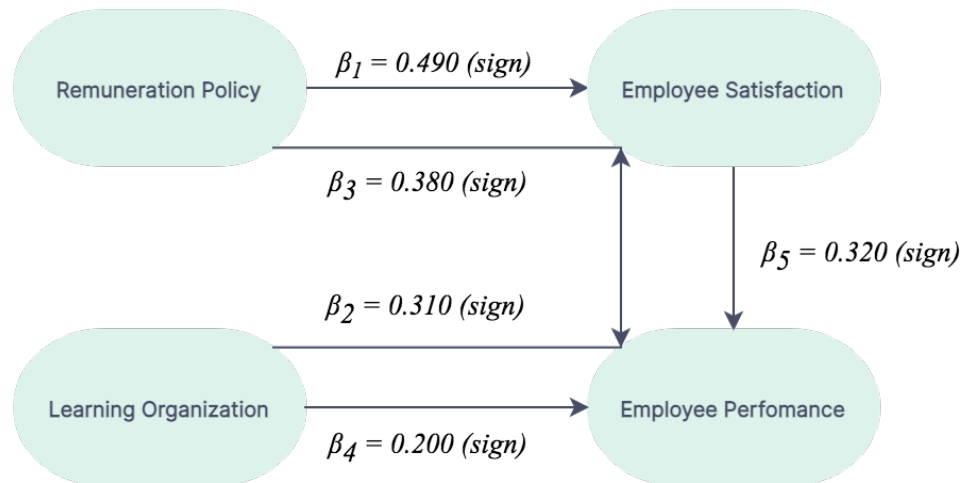 β1 = 0.490 (sign)
Remuneration Policy
Employee Satisfaction
β3 = 0.380 (sign)
β5 = 0.320 (sign)
β2 = 0.310 (sign)
Learning Organization
Employee Perfomance
β4 = 0.200 (sign)